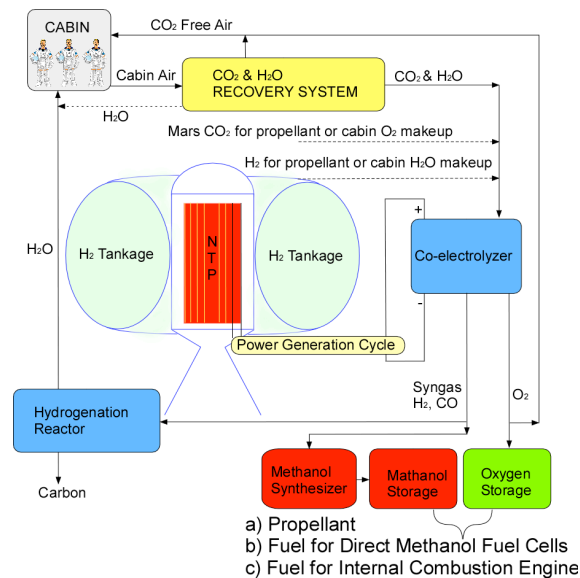 CABIN
CO₂ Free Air
Cabin Air
CO₂ & H₂O
RECOVERY SYSTEM
CO₂ & H₂O
H₂O
Mars CO₂ for propellant or cabin O₂ makeup
H₂ for propellant or cabin H₂O makeup
H₂O
H₂ Tankage
NTP
H₂ Tankage
+
Co-electrolyzer
-
Power Generation Cycle
Syngas
H₂, CO
O₂
Hydrogenation
Reactor
Carbon
Methanol
Synthesizer
Mathanol
Storage
Oxygen
Storage
a) Propellant
b) Fuel for Direct Methanol Fuel Cells
c) Fuel for Internal Combustion Engine